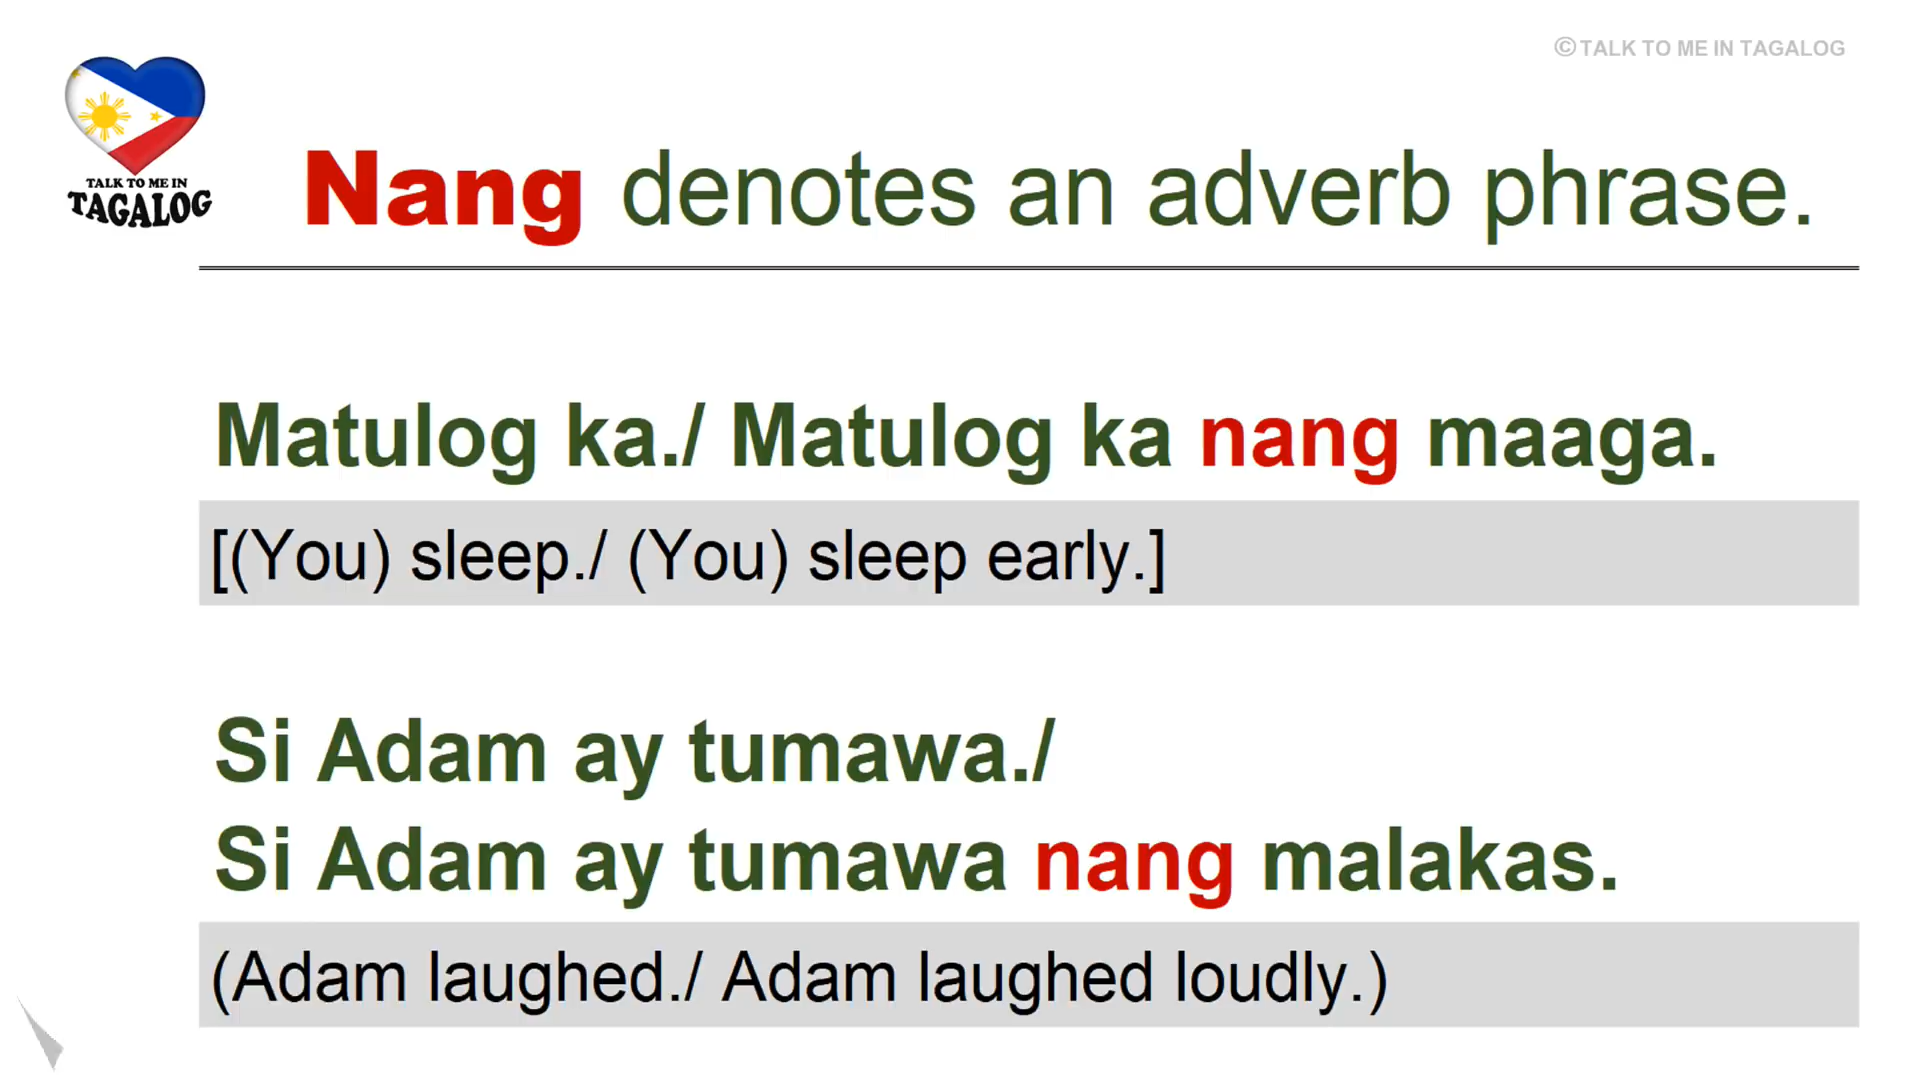 © TALK TO ME IN TAGALOG
TALK TO ME IN
TAGALOG
Nang denotes an adverb phrase.
Matulog ka./ Matulog ka nang maaga.
[(You) sleep./ (You) sleep early.]
Si Adam ay tumawa./
Si Adam ay tumawa nang malakas.
(Adam laughed./ Adam laughed loudly.)